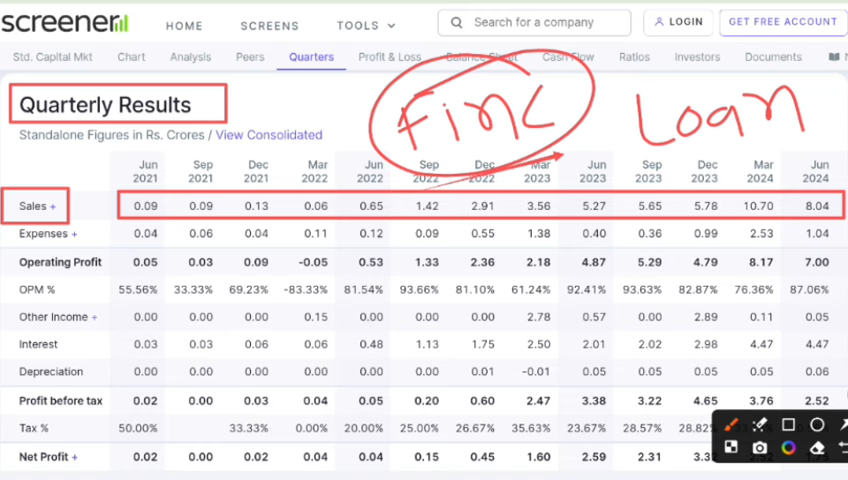 screener HOME SCREENS TOOLS Search for a company LOGIN GET FREE ACCOUNT
Std. Capital Mkt Chart Analysis Peers Quarters Profit & Loss Balance Sheet Cash Flow Ratios Investors Documents
Quarterly Results
Finc Loan
Standalone Figures in Rs. Crores / View Consolidated
Jun 2021 Sep 2021 Dec 2021 Mar 2022 Jun 2022 Sep 2022 Dec 2022 Mar 2023 Jun 2023 Sep 2023 Dec 2023 Mar 2024 Jun 2024
Sales + 0.09 0.09 0.13 0.06 0.65 1.42 2.91 3.56 5.27 5.65 5.78 10.70 8.04
Expenses + 0.04 0.06 0.04 0.11 0.12 0.09 0.55 1.38 0.40 0.36 0.99 2.53 1.04
Operating Profit 0.05 0.03 0.09 -0.05 0.53 1.33 2.36 2.18 4.87 5.29 4.79 8.17 7.00
OPM % 55.56% 33.33% 69.23% -83.33% 81.54% 93.66% 81.10% 61.24% 92.41% 93.63% 82.87% 76.36% 87.06%
Other Income + 0.00 0.00 0.00 0.15 0.00 0.00 0.00 2.78 0.57 0.00 2.89 0.11 0.05
Interest 0.03 0.03 0.06 0.06 0.48 1.13 1.75 2.50 2.01 2.02 2.98 4.47 4.47
Depreciation 0.00 0.00 0.00 0.00 0.00 0.00 0.01 -0.01 0.05 0.05 0.05 0.05 0.06
Profit before tax 0.02 0.00 0.03 0.04 0.05 0.20 0.60 2.47 3.38 3.22 4.65 3.76 2.52
Tax % 50.00% 33.33% 0.00% 20.00% 25.00% 26.67% 35.63% 23.67% 28.57% 28.82%
Net Profit + 0.02 0.00 0.02 0.04 0.04 0.15 0.45 1.60 2.59 2.31